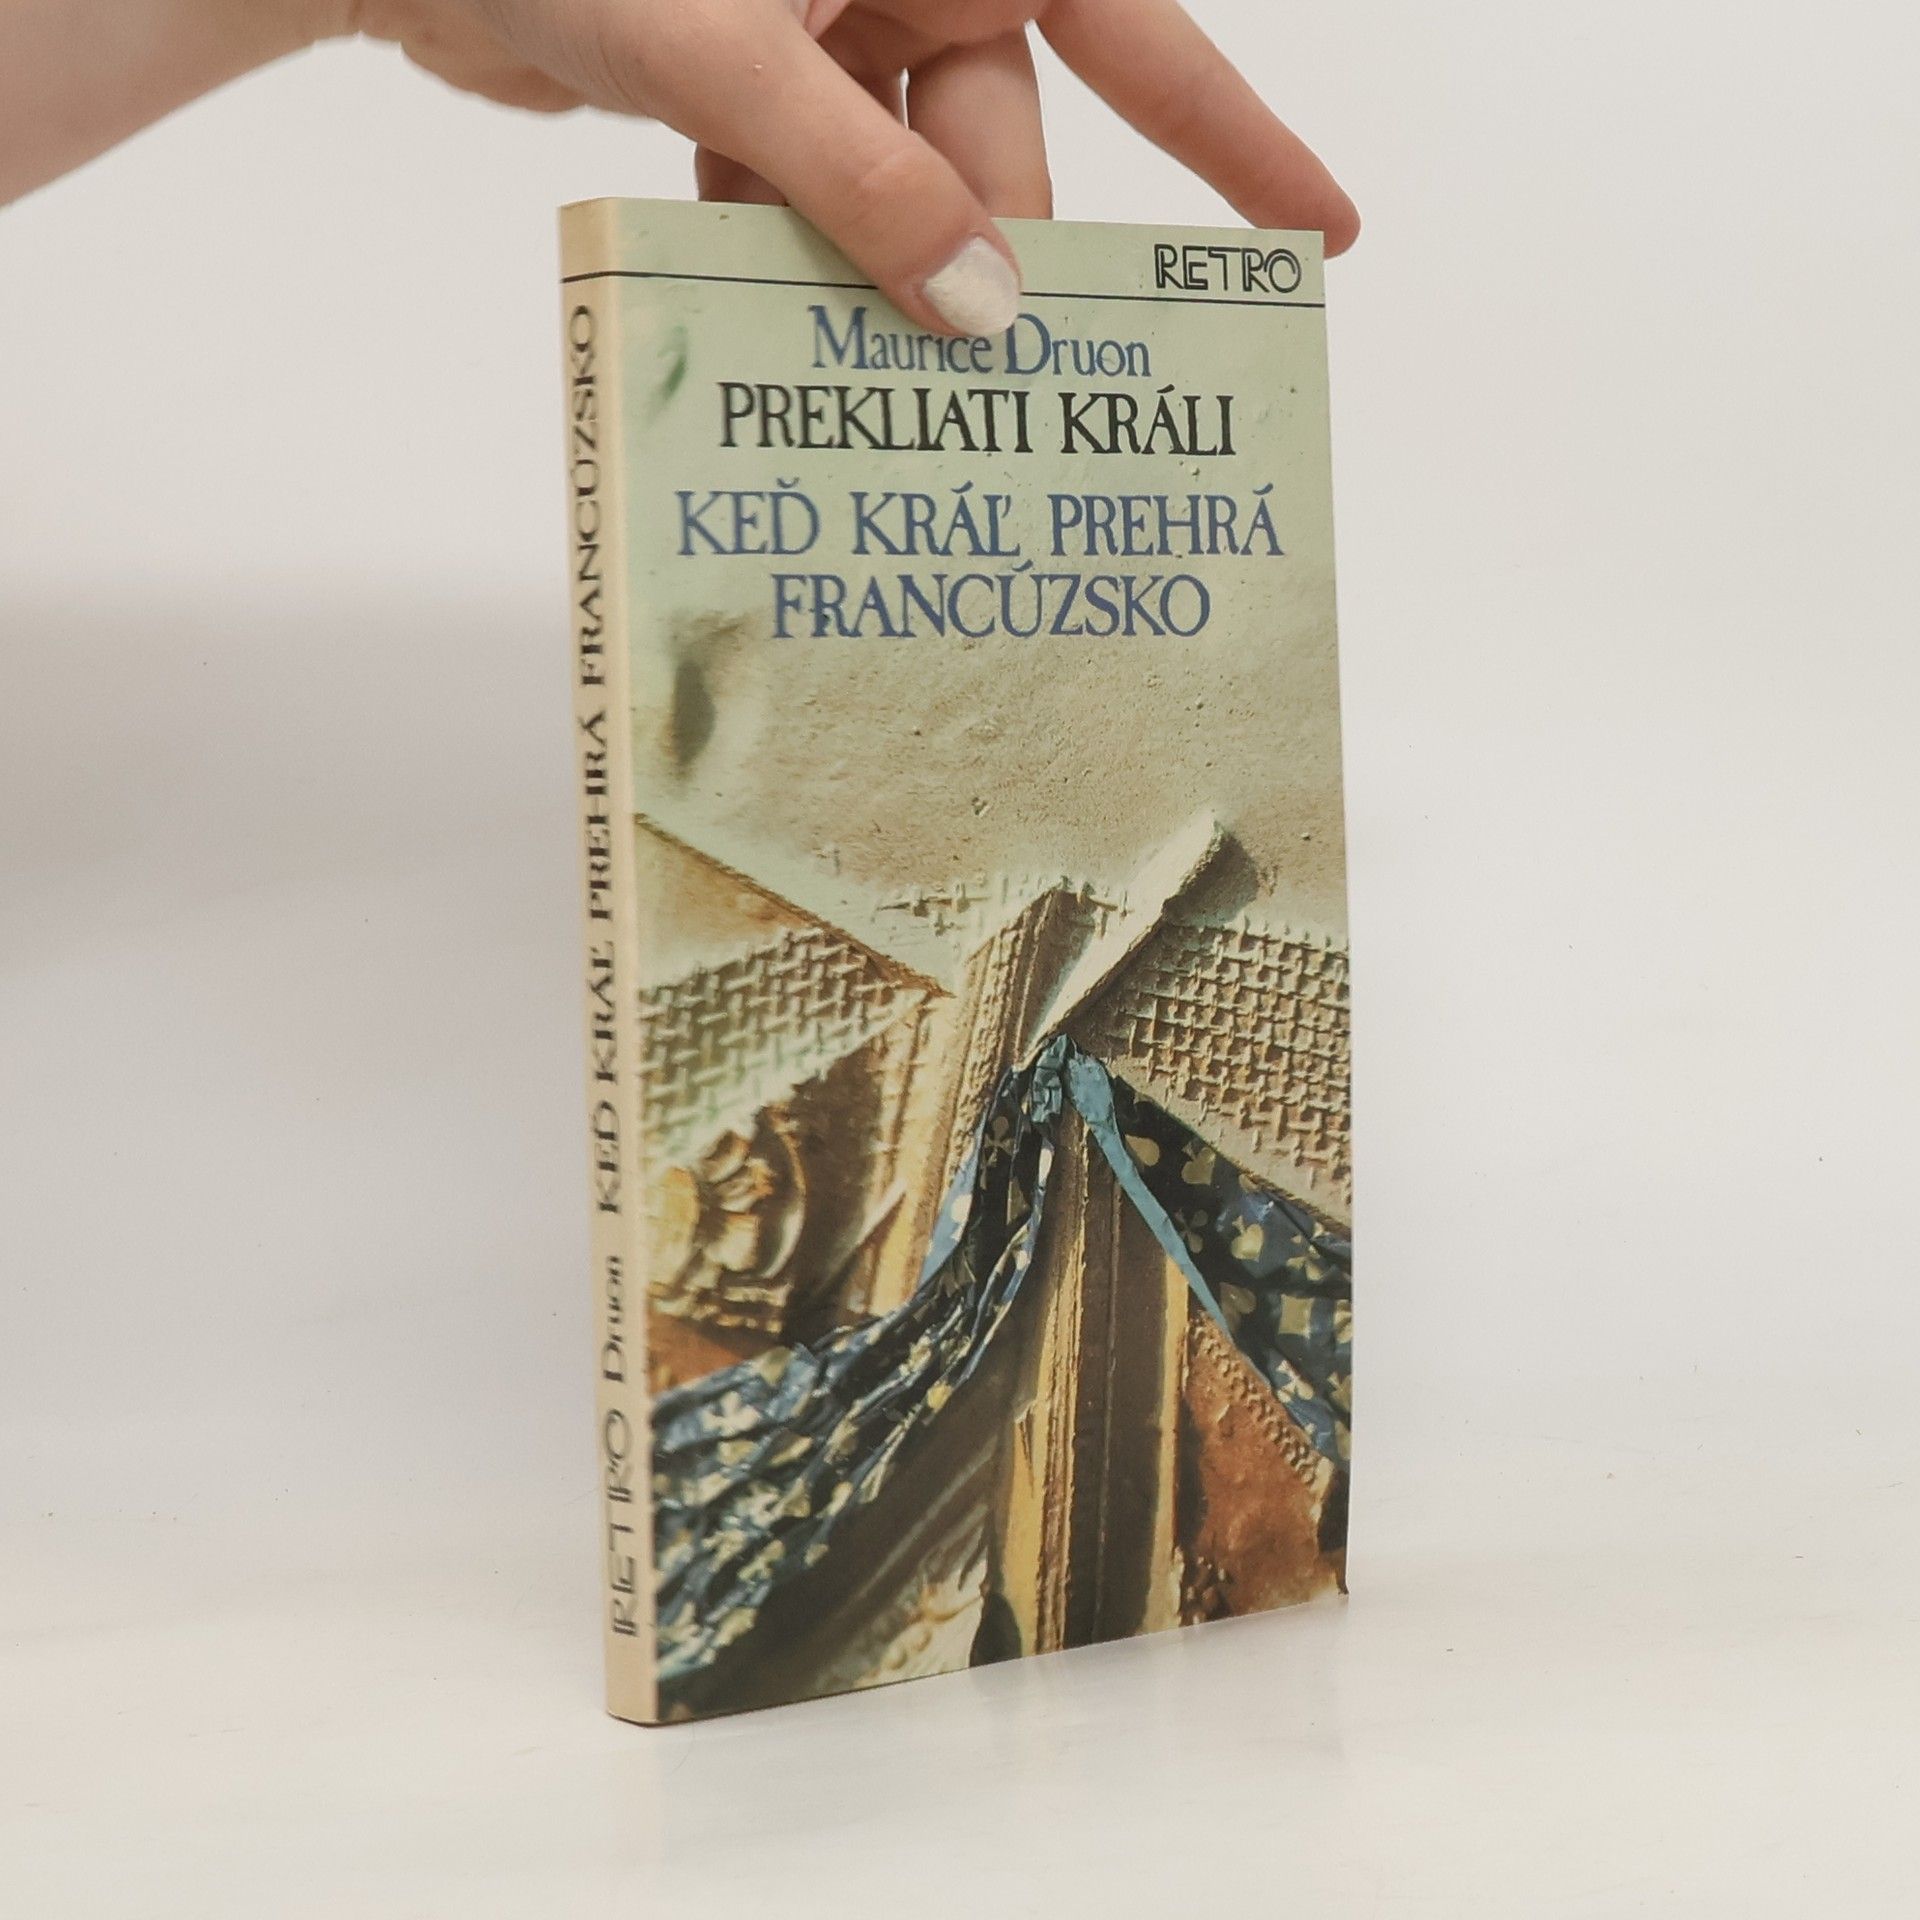 RETRO
Maurice Druon
PREKLIATI KRÁLI
KEĎ KRÁĽ PREHRÁ
FRANCÚZSKO
RETRO Druon KEĎ KRÁĽ PREHRÁ FRANCÚZSKO